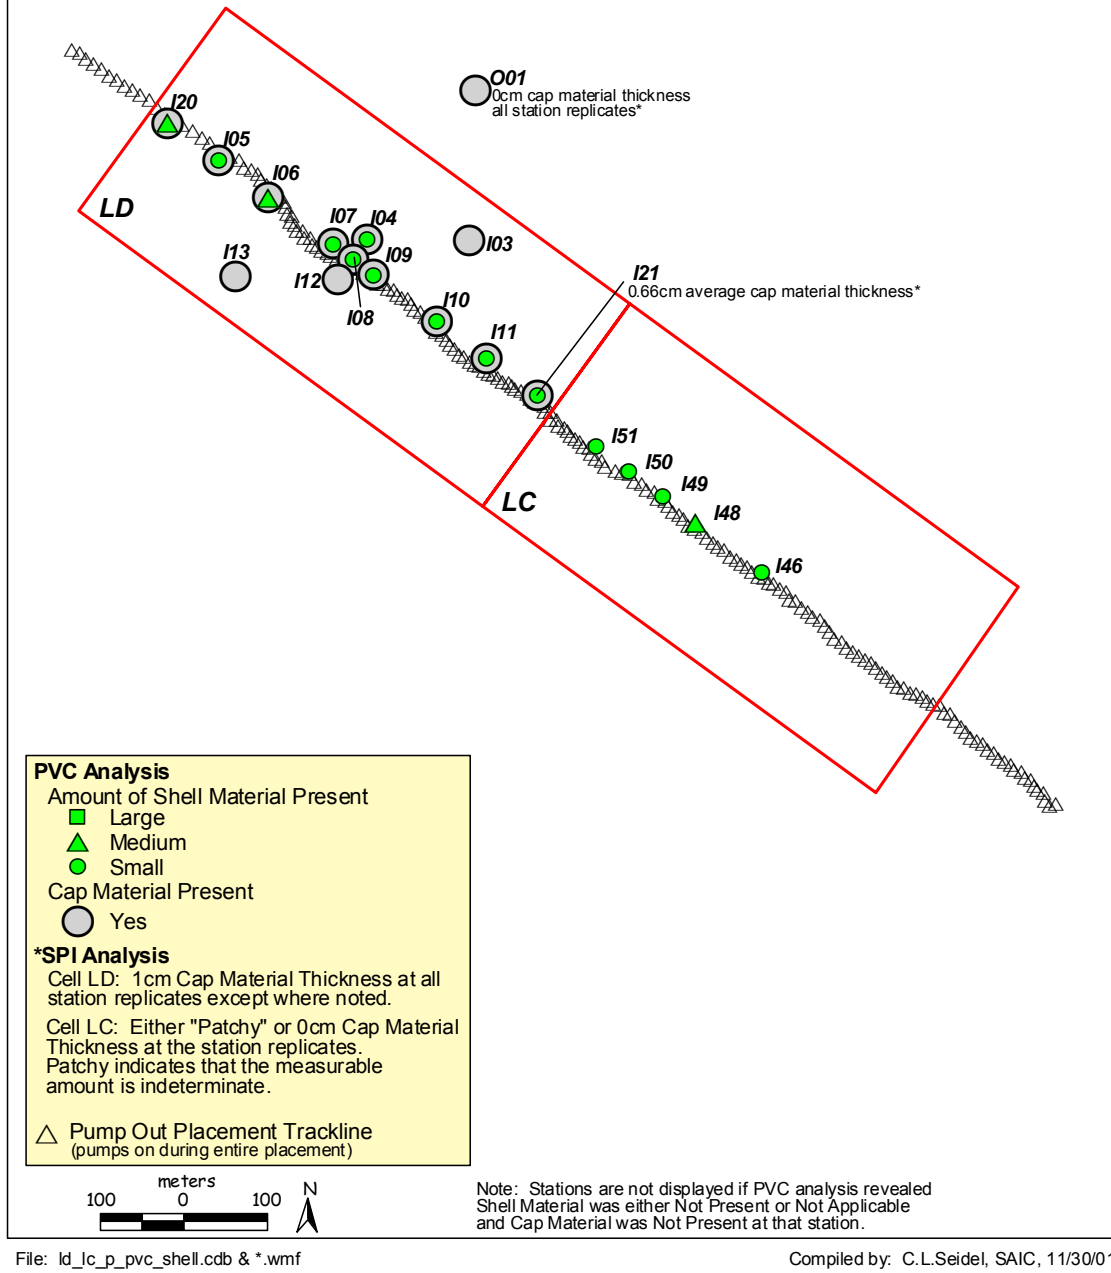 O01
0cm cap material thickness
all station replicates*
I20
I05
I06
LD
I07
I04
I03
I13
I12
I09
I08
I10
I21
0.66cm average cap material thickness*
I11
I51
I50
LC
I49
I48
I46
PVC Analysis
Amount of Shell Material Present
Large
Medium
Small
Cap Material Present
Yes
*SPI Analysis
Cell LD: 1cm Cap Material Thickness at all
station replicates except where noted.
Cell LC: Either "Patchy" or 0cm Cap Material
Thickness at the station replicates.
Patchy indicates that the measurable
amount is indeterminate.
Pump Out Placement Trackline
(pumps on during entire placement)
meters
100 0 100
N
Note: Stations are not displayed if PVC analysis revealed
Shell Material was either Not Present or Not Applicable
and Cap Material was Not Present at that station.
File: ld_lc_p_pvc_shell.cdb & *.wmf
Compiled by: C.L.Seidel, SAIC, 11/30/01